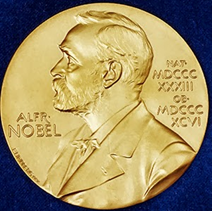 ALFR·
NOBEL
NAT·
MDCCC
XXXIII
OB·
MDCCC
XCVI